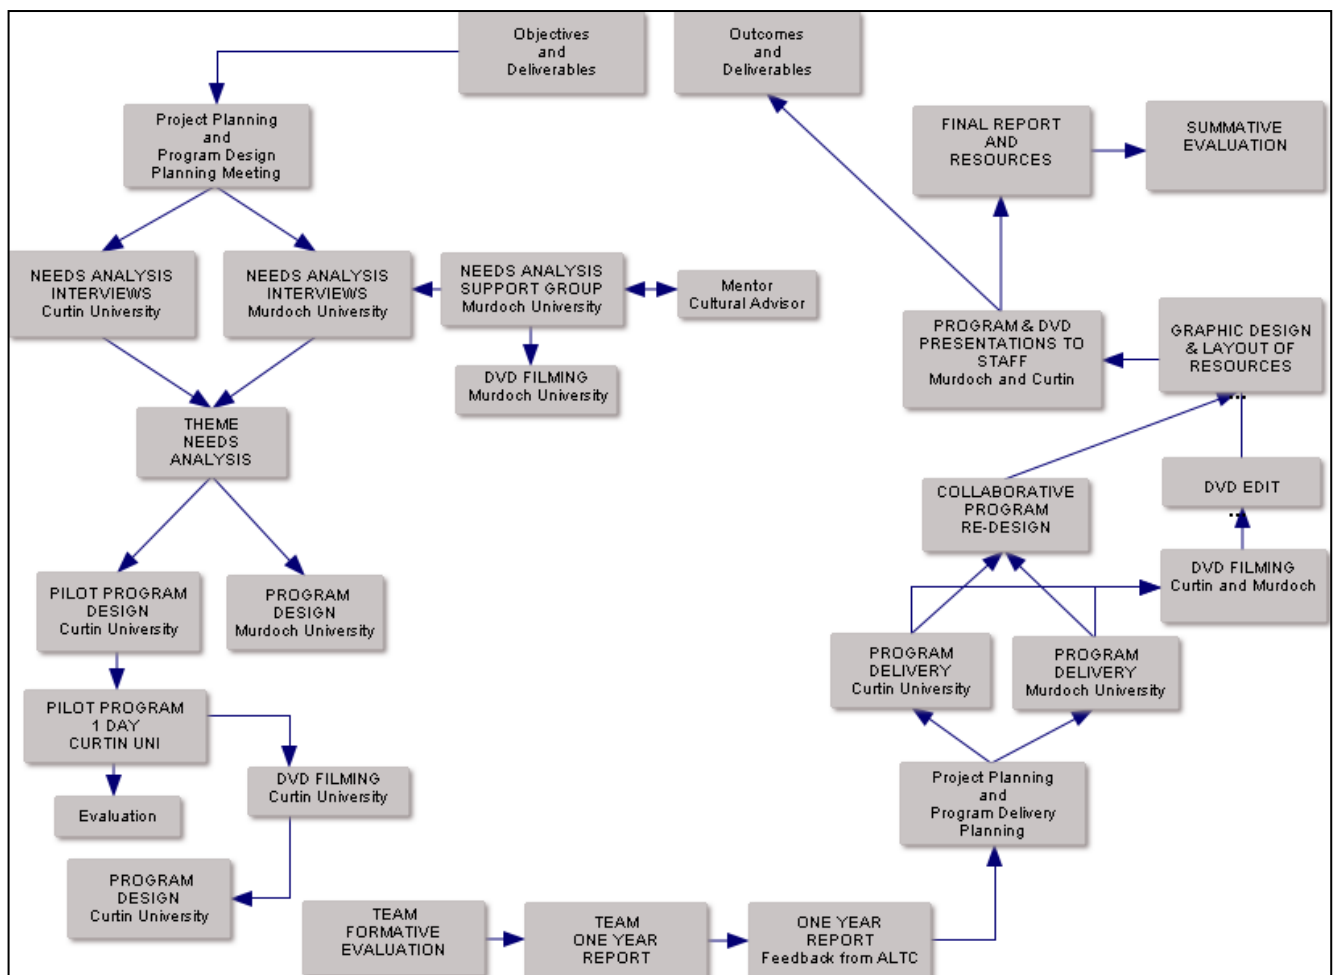 Objectives
and
Deliverables
Outcomes
and
Deliverables
Project Planning
and
Program Design
Planning Meeting
FINAL REPORT
AND
RESOURCES
SUMMATIVE
EVALUATION
NEEDS ANALYSIS
INTERVIEWS
Curtin University
NEEDS ANALYSIS
INTERVIEWS
Murdoch University
NEEDS ANALYSIS
SUPPORT GROUP
Murdoch University
Mentor
Cultural Advisor
DVD FILMING
Murdoch University
PROGRAM & DVD
PRESENTATIONS TO
STAFF
Murdoch and Curtin
GRAPHIC DESIGN
& LAYOUT OF
RESOURCES
...
THEME
NEEDS
ANALYSIS
COLLABORATIVE
PROGRAM
RE-DESIGN
DVD EDIT
...
DVD FILMING
Curtin and Murdoch
PILOT PROGRAM
DESIGN
Curtin University
PROGRAM
DESIGN
Murdoch University
PROGRAM
DELIVERY
Curtin University
PROGRAM
DELIVERY
Murdoch University
PILOT PROGRAM
1 DAY
CURTIN UNI
DVD FILMING
Curtin University
Evaluation
Project Planning
and
Program Delivery
Planning
PROGRAM
DESIGN
Curtin University
TEAM
FORMATIVE
EVALUATION
TEAM
ONE YEAR
REPORT
ONE YEAR
REPORT
Feedback from ALTC